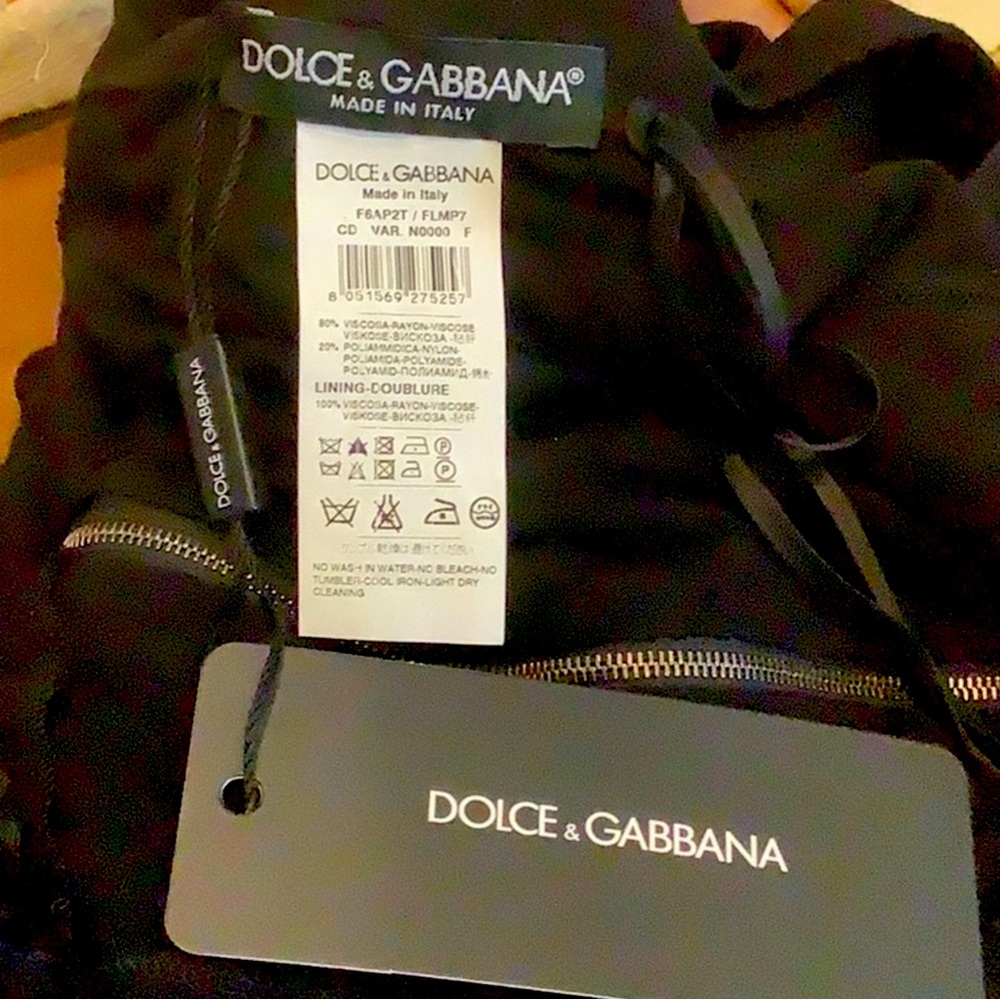 DOLCE & GABBANA®
MADE IN ITALY
DOLCE & GABBANA
Made in Italy
F6AP2T / FLMP7
CD VAR. N0000 F
8 051569 275257
80% VISCOSA-RAYON-VISCOSE
VISKOSE-ВИСКОЗА
20% POLIAMMIDICA-NYLON-
POLIAMIDA-POLYAMIDE-
POLYAMID-ПОЛИАМИД-
LINING-DOUBLURE
100% VISCOSA-RAYON-VISCOSE-
VISKOSE-ВИСКОЗА
NO WASH IN WATER-NO BLEACH-NO
TUMBLER-COOL IRON-LIGHT DRY
CLEANING
DOLCE & GABBANA
DOLCE & GABBANA